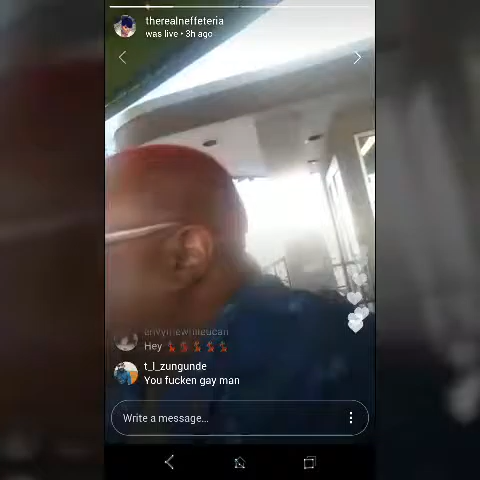 therealneffeteria
was live • 3h ago
Hey 💃💃💃💃💃
t_l_zungunde
You fucken gay man
Write a message...